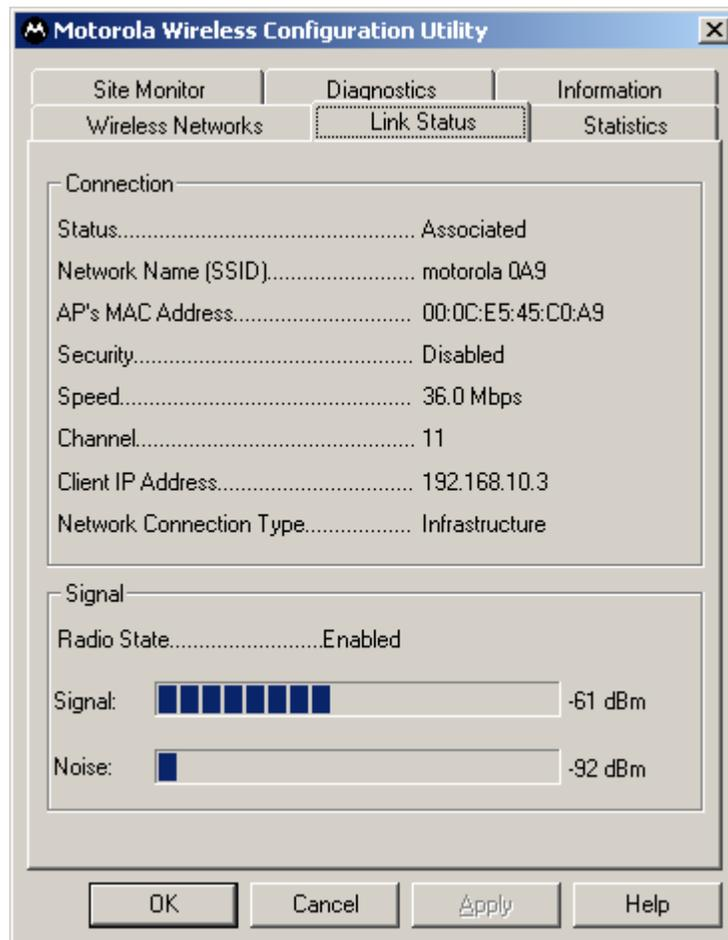 Motorola Wireless Configuration Utility
Site Monitor Diagnostics Information
Wireless Networks Link Status Statistics
Connection
Status.................................................. Associated
Network Name (SSID).................... motorola 0A9
AP's MAC Address.............................. 00:0C:E5:45:C0:A9
Security............................................... Disabled
Speed................................................. 36.0 Mbps
Channel............................................... 11
Client IP Address................................. 192.168.10.3
Network Connection Type.................. Infrastructure
Signal
Radio State..........................Enabled
Signal: -61 dBm
Noise: -92 dBm
OK Cancel Apply Help